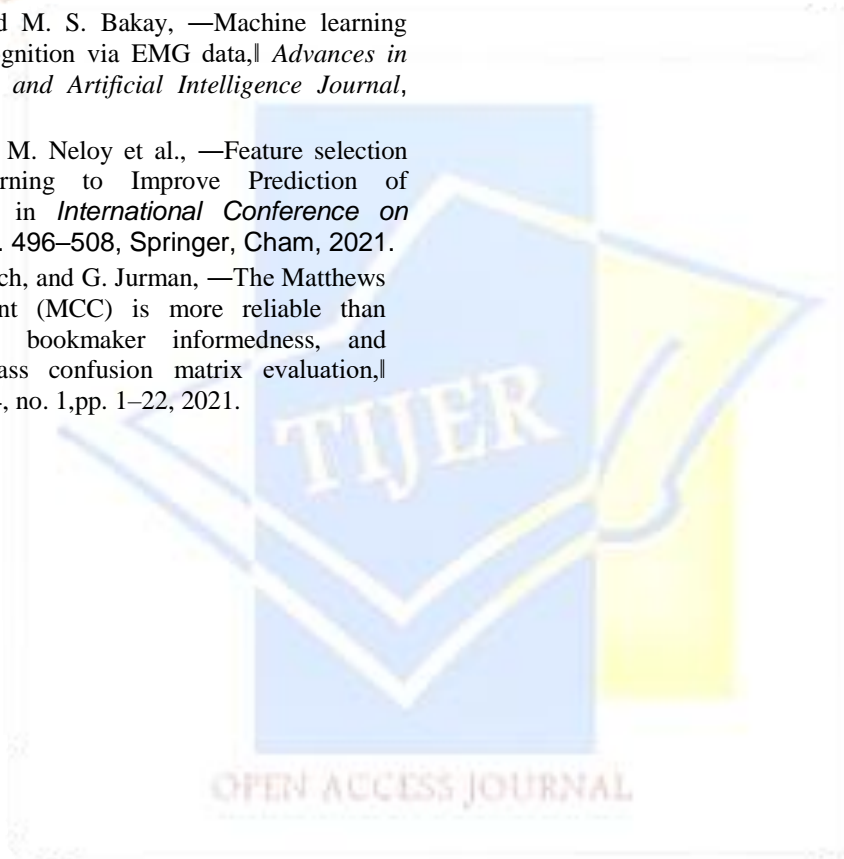 d M. S. Bakay, ―Machine learning
ognition via EMG data,‖ Advances in
and Artificial Intelligence Journal,
M. Neloy et al., ―Feature selection
rning to Improve Prediction of
in International Conference on
. 496–508, Springer, Cham, 2021.
ch, and G. Jurman, ―The Matthews
nt (MCC) is more reliable than
bookmaker informedness, and
ass confusion matrix evaluation,‖
, no. 1,pp. 1–22, 2021.
TIJER
OPEN ACCESS JOURNAL